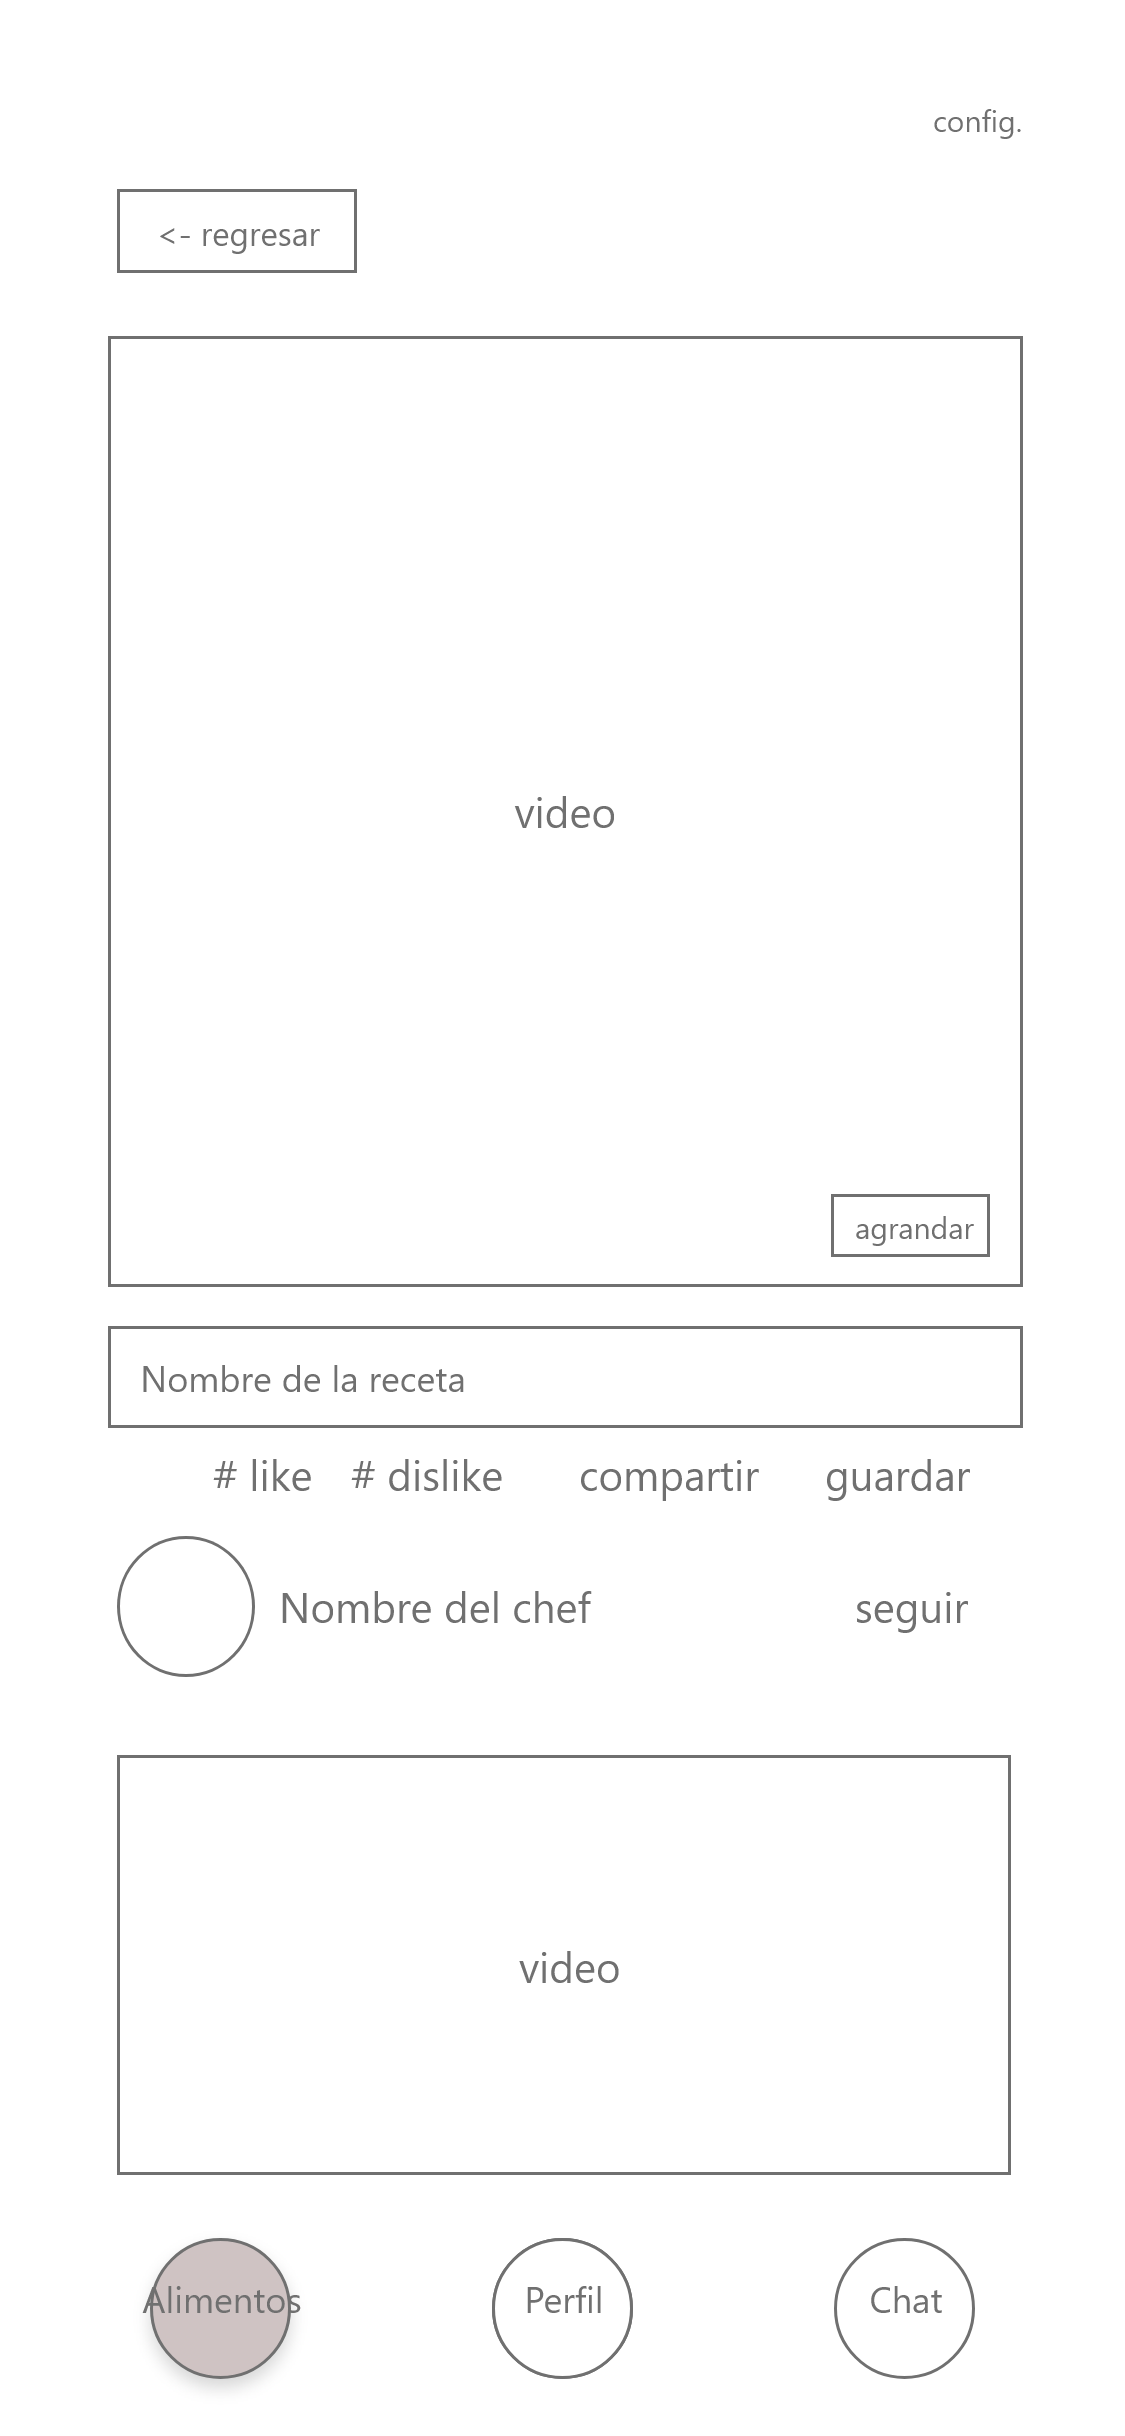 config.
<- regresar
video
agrandar
Nombre de la receta
# like # dislike compartir guardar
Nombre del chef seguir
video
Alimentos Perfil Chat